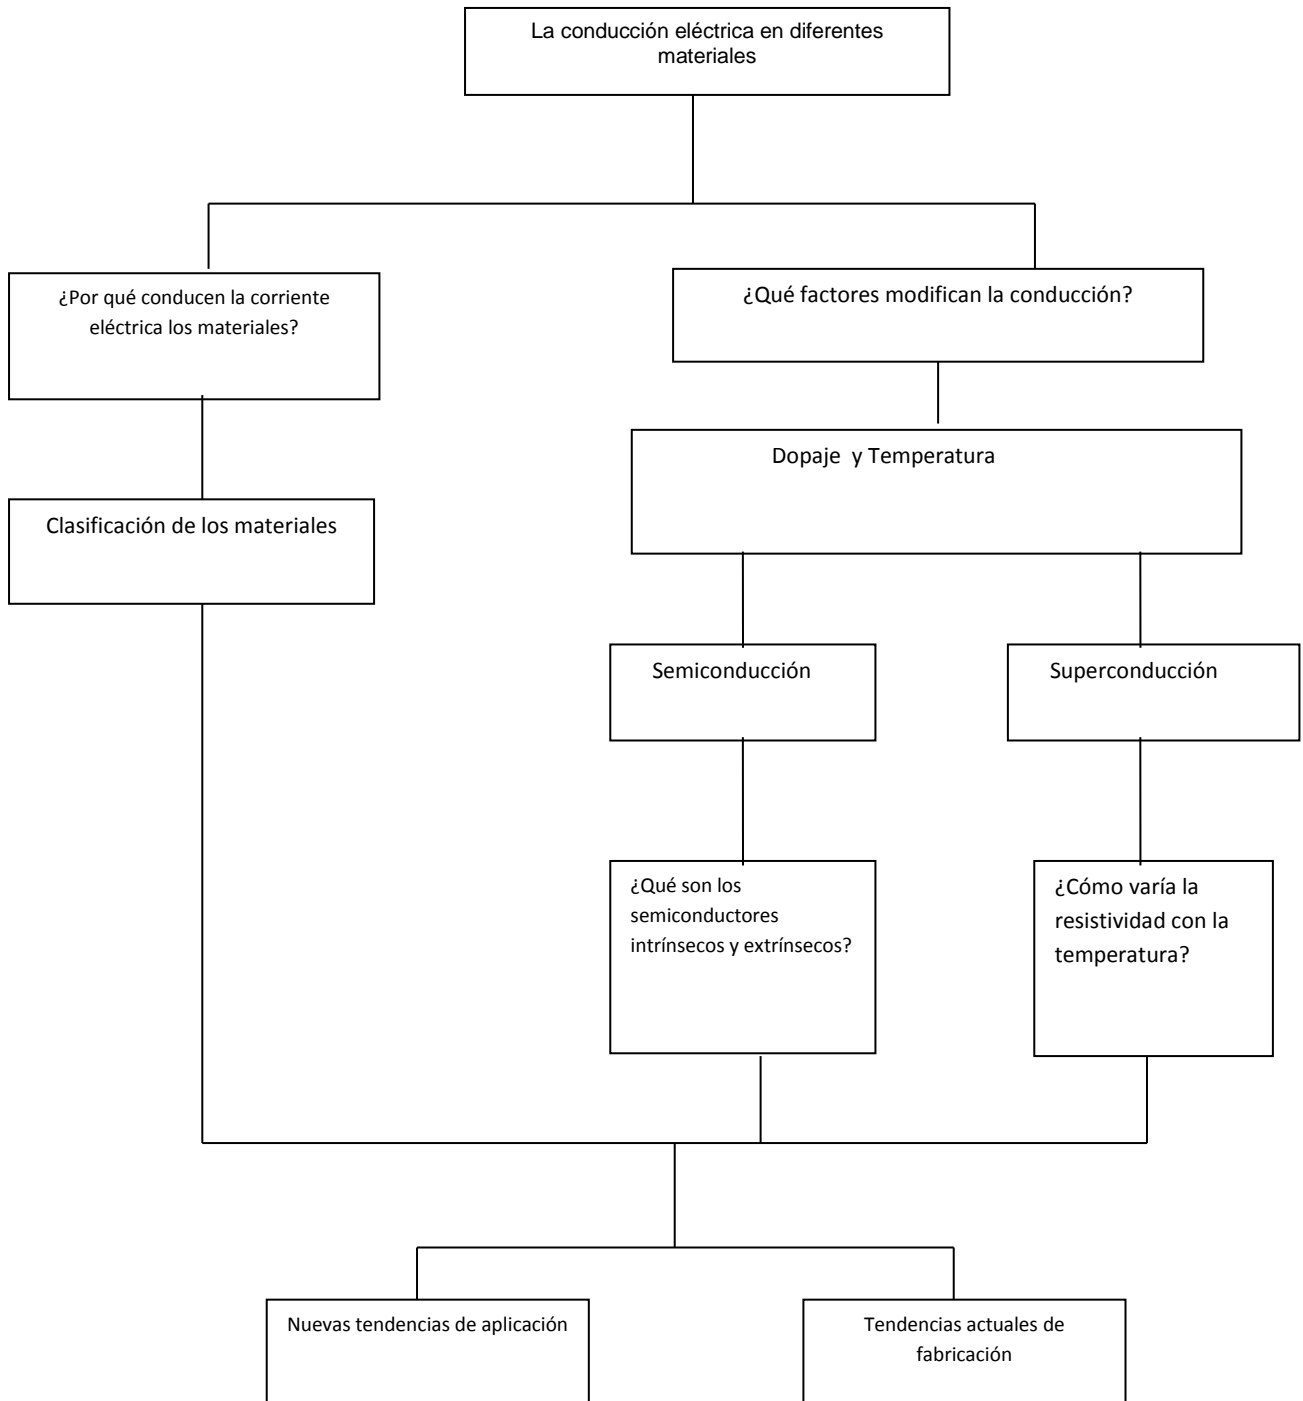 La conducción eléctrica en diferentes
materiales
¿Por qué conducen la corriente
eléctrica los materiales?
¿Qué factores modifican la conducción?
Dopaje y Temperatura
Clasificación de los materiales
Semiconducción
Superconducción
¿Qué son los
semiconductores
intrínsecos y extrínsecos?
¿Cómo varía la
resistividad con la
temperatura?
Nuevas tendencias de aplicación
Tendencias actuales de
fabricación